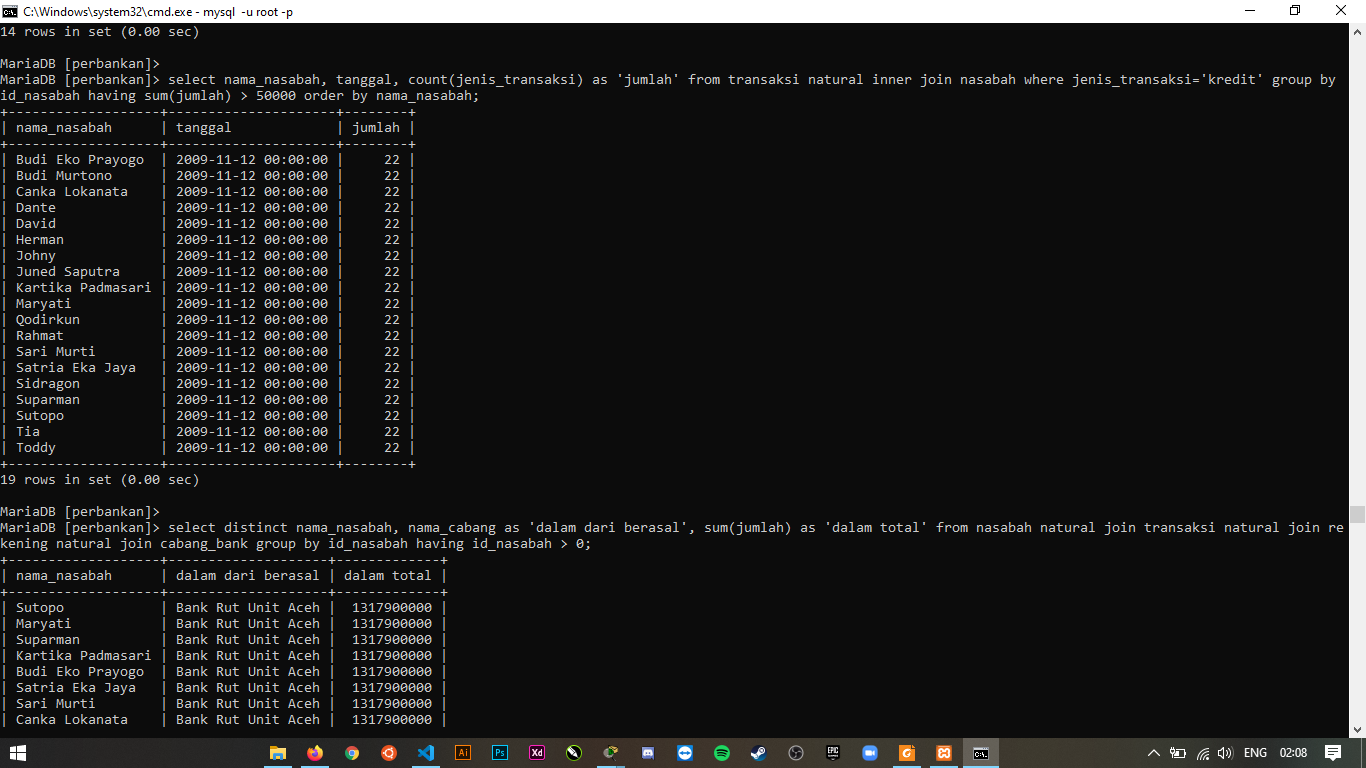 C:\Windows\system32\cmd.exe - mysql  -u root -p
14 rows in set (0.00 sec)
MariaDB [perbankan]>
MariaDB [perbankan]> select nama_nasabah, tanggal, count(jenis_transaksi) as 'jumlah' from transaksi natural inner join nasabah where jenis_transaksi='kredit' group by
id_nasabah having sum(jumlah) > 50000 order by nama_nasabah;
+-------------------+---------------------+--------+
| nama_nasabah      | tanggal             | jumlah |
+-------------------+---------------------+--------+
| Budi Eko Prayogo  | 2009-11-12 00:00:00 |     22 |
| Budi Murtono      | 2009-11-12 00:00:00 |     22 |
| Canka Lokanata    | 2009-11-12 00:00:00 |     22 |
| Dante             | 2009-11-12 00:00:00 |     22 |
| David             | 2009-11-12 00:00:00 |     22 |
| Herman            | 2009-11-12 00:00:00 |     22 |
| Johny             | 2009-11-12 00:00:00 |     22 |
| Juned Saputra     | 2009-11-12 00:00:00 |     22 |
| Kartika Padmasari | 2009-11-12 00:00:00 |     22 |
| Maryati           | 2009-11-12 00:00:00 |     22 |
| Qodirkun          | 2009-11-12 00:00:00 |     22 |
| Rahmat            | 2009-11-12 00:00:00 |     22 |
| Sari Murti        | 2009-11-12 00:00:00 |     22 |
| Satria Eka Jaya   | 2009-11-12 00:00:00 |     22 |
| Sidragon          | 2009-11-12 00:00:00 |     22 |
| Suparman          | 2009-11-12 00:00:00 |     22 |
| Sutopo            | 2009-11-12 00:00:00 |     22 |
| Tia               | 2009-11-12 00:00:00 |     22 |
| Toddy             | 2009-11-12 00:00:00 |     22 |
+-------------------+---------------------+--------+
19 rows in set (0.00 sec)
MariaDB [perbankan]>
MariaDB [perbankan]> select distinct nama_nasabah, nama_cabang as 'dalam dari berasal', sum(jumlah) as 'dalam total' from nasabah natural join transaksi natural join re
kening natural join cabang_bank group by id_nasabah having id_nasabah > 0;
+-------------------+--------------------+-------------+
| nama_nasabah      | dalam dari berasal | dalam total |
+-------------------+--------------------+-------------+
| Sutopo            | Bank Rut Unit Aceh |  1317900000 |
| Maryati           | Bank Rut Unit Aceh |  1317900000 |
| Suparman          | Bank Rut Unit Aceh |  1317900000 |
| Kartika Padmasari | Bank Rut Unit Aceh |  1317900000 |
| Budi Eko Prayogo  | Bank Rut Unit Aceh |  1317900000 |
| Satria Eka Jaya   | Bank Rut Unit Aceh |  1317900000 |
| Sari Murti        | Bank Rut Unit Aceh |  1317900000 |
| Canka Lokanata    | Bank Rut Unit Aceh |  1317900000 |
Ai Ps Xd EPIC ENG 02:08